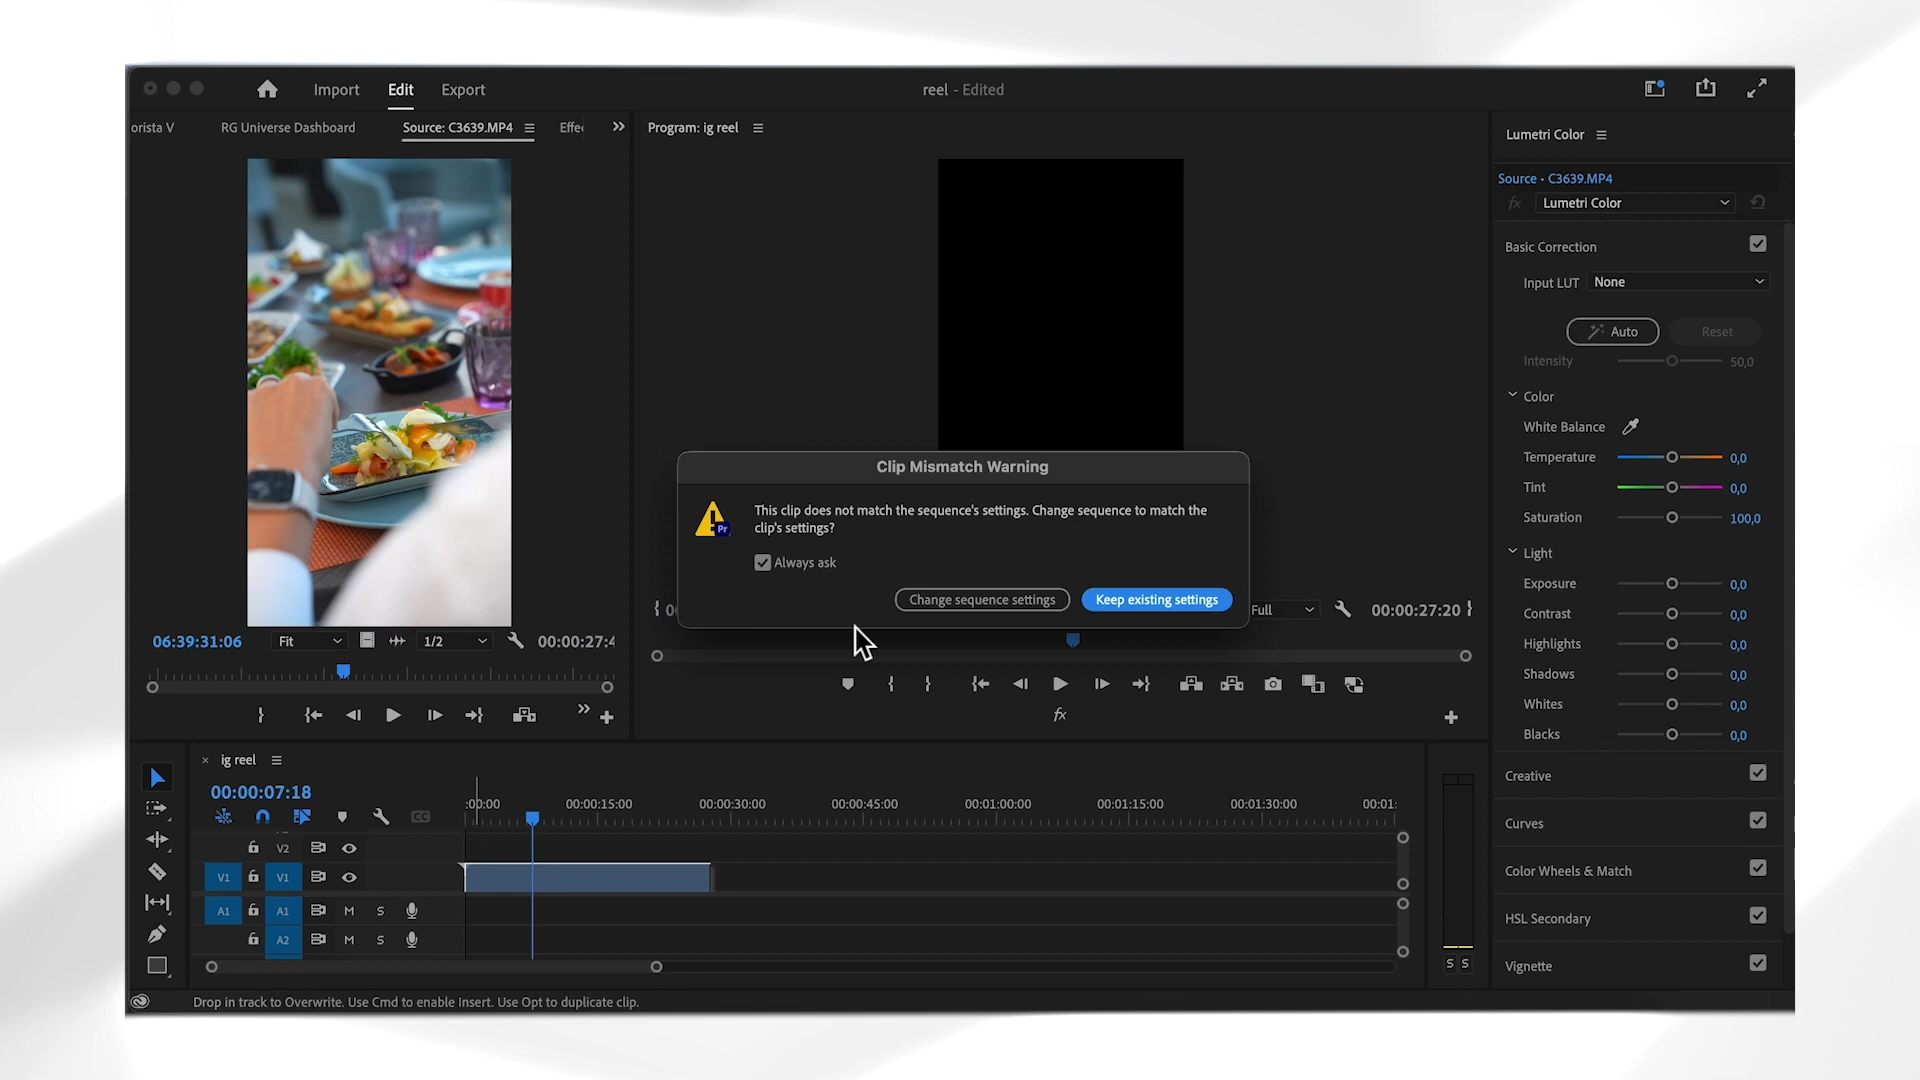 Import Edit Export
reel - Edited
orista V RG Universe Dashboard Source: C3639.MP4 Effe
Program: ig reel
Lumetri Color
Source • C3639.MP4
fx Lumetri Color
Basic Correction
Input LUT None
Auto Reset
Intensity 50,0
Color
White Balance
Temperature 0,0
Tint 0,0
Saturation 100,0
Light
Exposure 0,0
Contrast 0,0
Highlights 0,0
Shadows 0,0
Whites 0,0
Blacks 0,0
Creative
Curves
Color Wheels & Match
HSL Secondary
Vignette
Clip Mismatch Warning
Pr
This clip does not match the sequence's settings. Change sequence to match the
clip's settings?
Always ask
Change sequence settings Keep existing settings
Full 00:00:27:20
06:39:31:06 Fit 1/2 00:00:27:4
fx
ig reel
00:00:07:18
:00:00 00:00:15:00 00:00:30:00 00:00:45:00 00:01:00:00 00:01:15:00 00:01:30:00 00:01:
CC
V2
V1 V1
A1 A1 M S
A2 M S
S S
Drop in track to Overwrite. Use Cmd to enable Insert. Use Opt to duplicate clip.